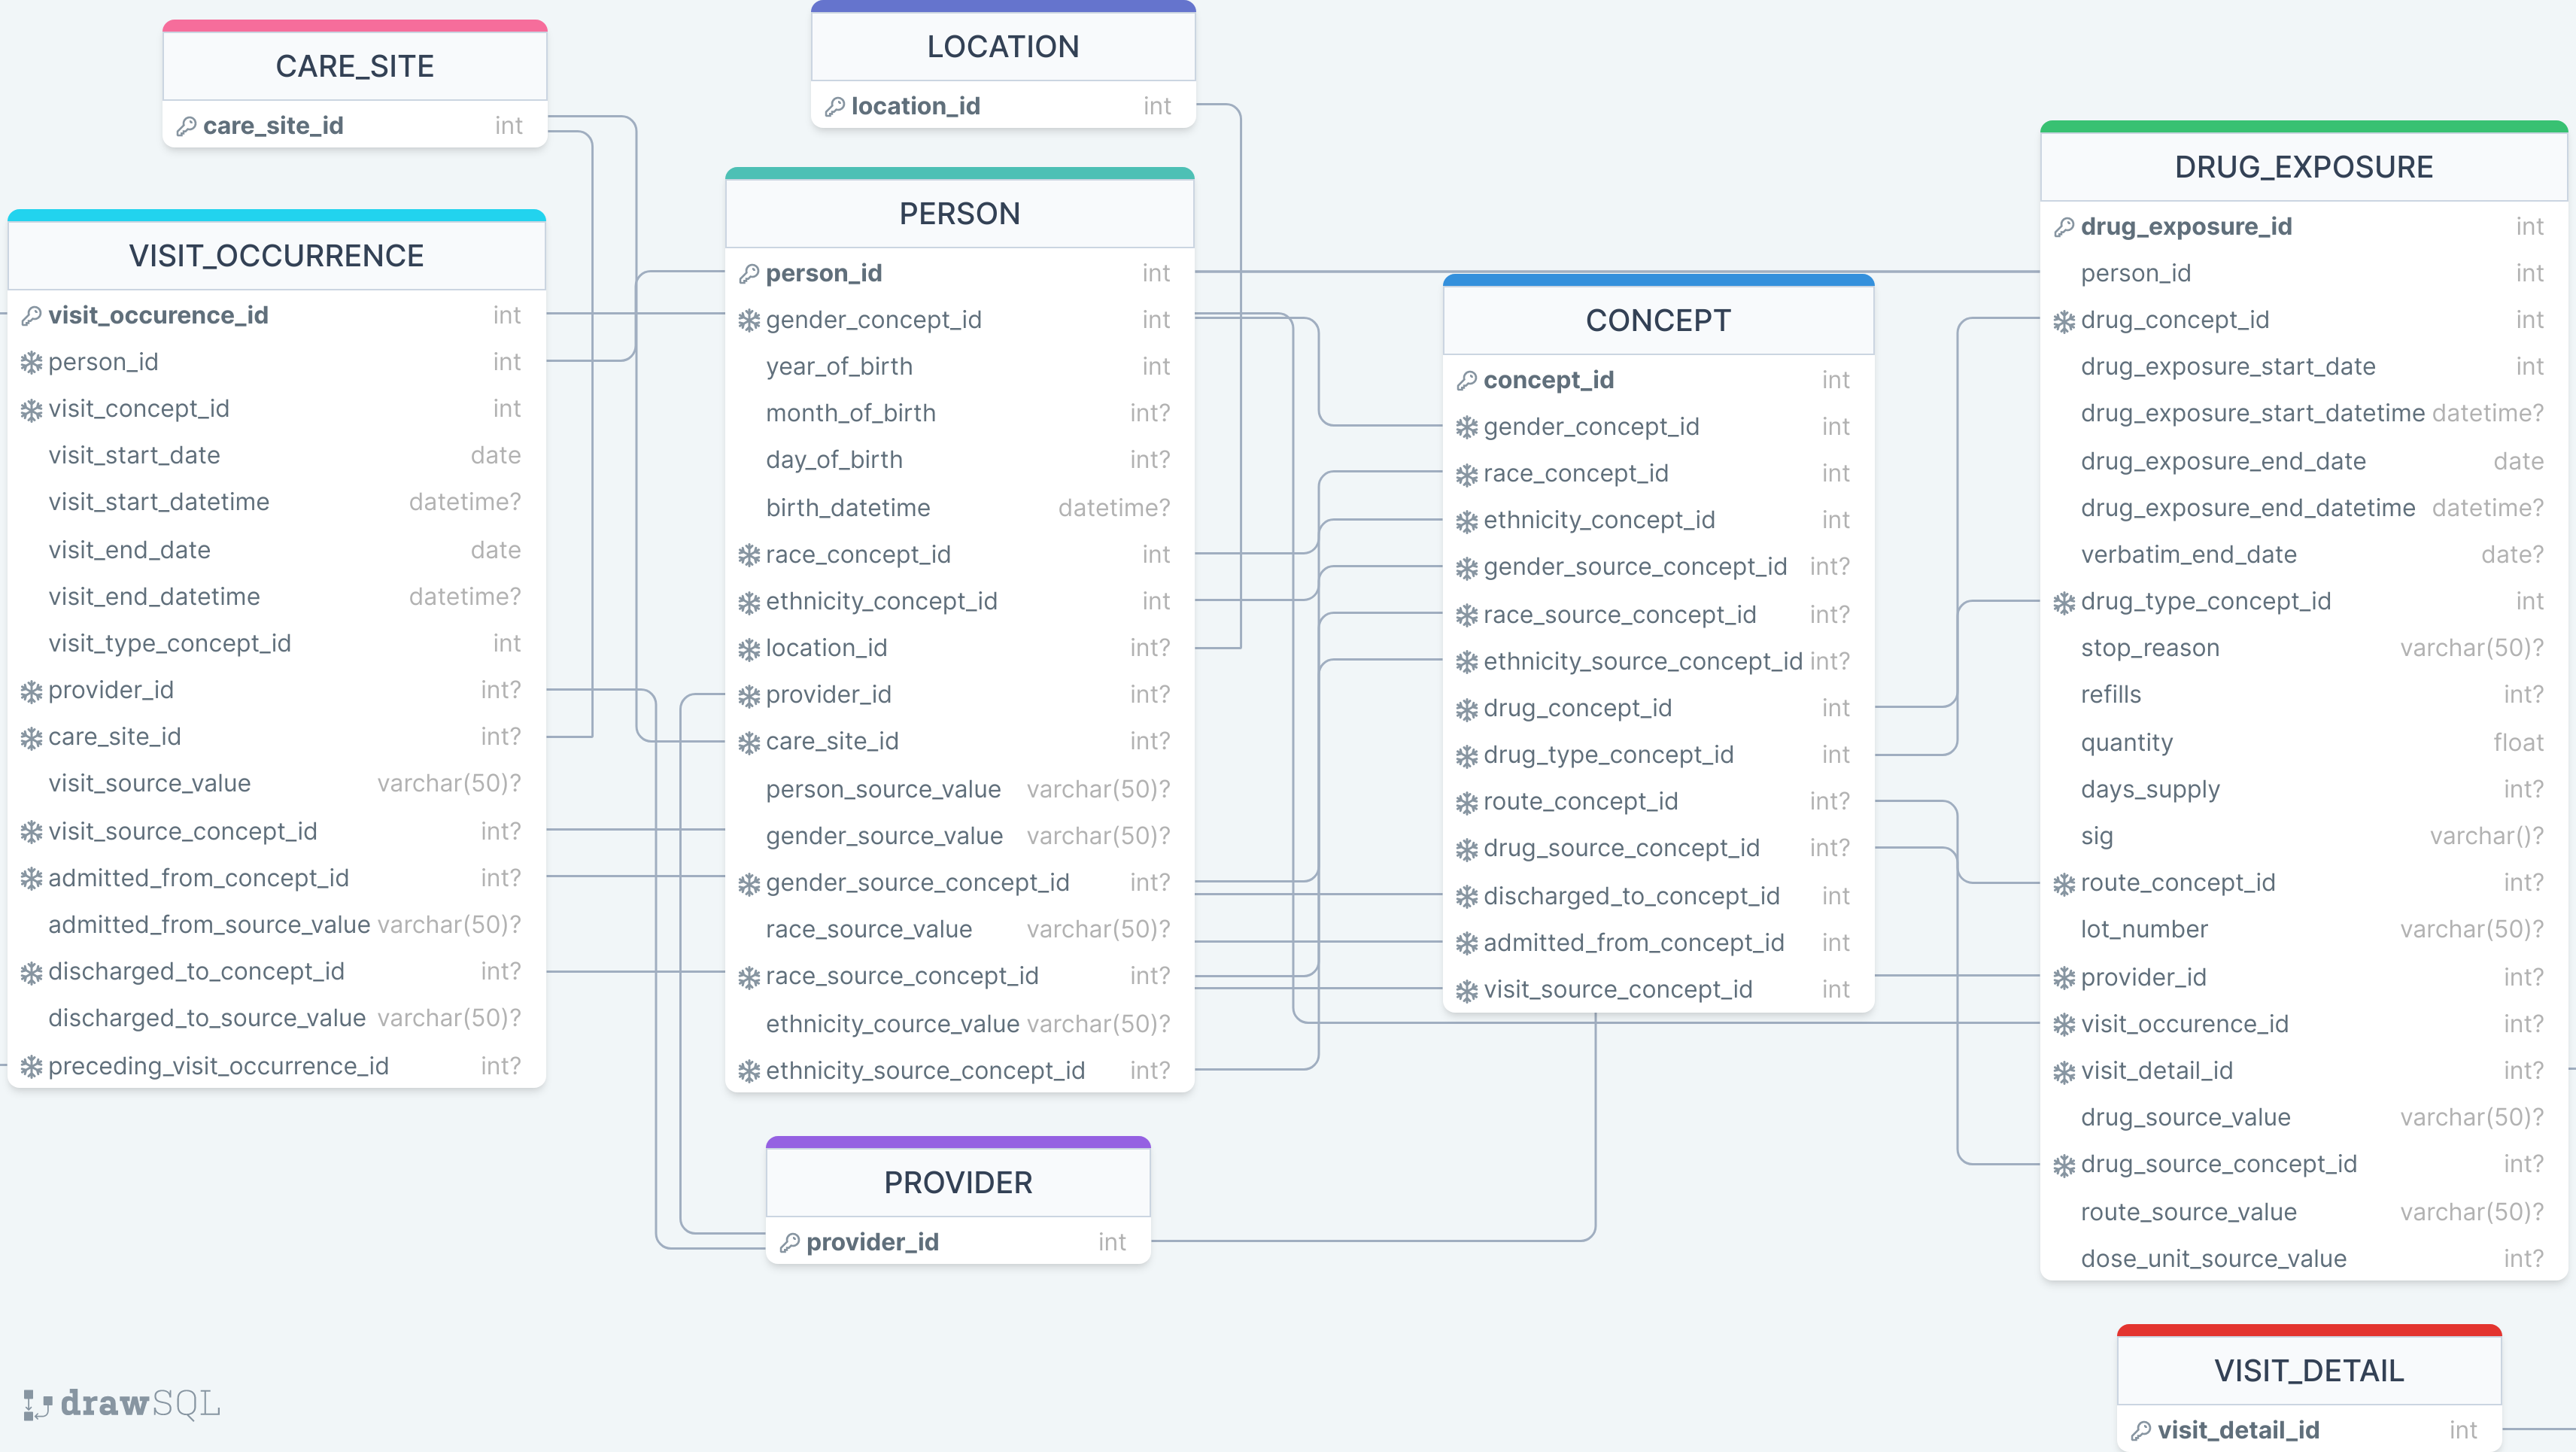 CARE_SITE
care_site_id int
LOCATION
location_id int
VISIT_OCCURRENCE
visit_occurence_id int
person_id int
visit_concept_id int
visit_start_date date
visit_start_datetime datetime?
visit_end_date date
visit_end_datetime datetime?
visit_type_concept_id int
provider_id int?
care_site_id int?
visit_source_value varchar(50)?
visit_source_concept_id int?
admitted_from_concept_id int?
admitted_from_source_value varchar(50)?
discharged_to_concept_id int?
discharged_to_source_value varchar(50)?
preceding_visit_occurrence_id int?
PERSON
person_id int
gender_concept_id int
year_of_birth int
month_of_birth int?
day_of_birth int?
birth_datetime datetime?
race_concept_id int
ethnicity_concept_id int
location_id int?
provider_id int?
care_site_id int?
person_source_value varchar(50)?
gender_source_value varchar(50)?
gender_source_concept_id int?
race_source_value varchar(50)?
race_source_concept_id int?
ethnicity_cource_value varchar(50)?
ethnicity_source_concept_id int?
PROVIDER
provider_id int
CONCEPT
concept_id int
gender_concept_id int
race_concept_id int
ethnicity_concept_id int
gender_source_concept_id int?
race_source_concept_id int?
ethnicity_source_concept_id int?
drug_concept_id int
drug_type_concept_id int
route_concept_id int?
drug_source_concept_id int?
discharged_to_concept_id int
admitted_from_concept_id int
visit_source_concept_id int
DRUG_EXPOSURE
drug_exposure_id int
person_id int
drug_concept_id int
drug_exposure_start_date int
drug_exposure_start_datetime datetime?
drug_exposure_end_date date
drug_exposure_end_datetime datetime?
verbatim_end_date date?
drug_type_concept_id int
stop_reason varchar(50)?
refills int?
quantity float
days_supply int?
sig varchar()?
route_concept_id int?
lot_number varchar(50)?
provider_id int?
visit_occurence_id int?
visit_detail_id int?
drug_source_value varchar(50)?
drug_source_concept_id int?
route_source_value varchar(50)?
dose_unit_source_value int?
VISIT_DETAIL
visit_detail_id int
drawSQL